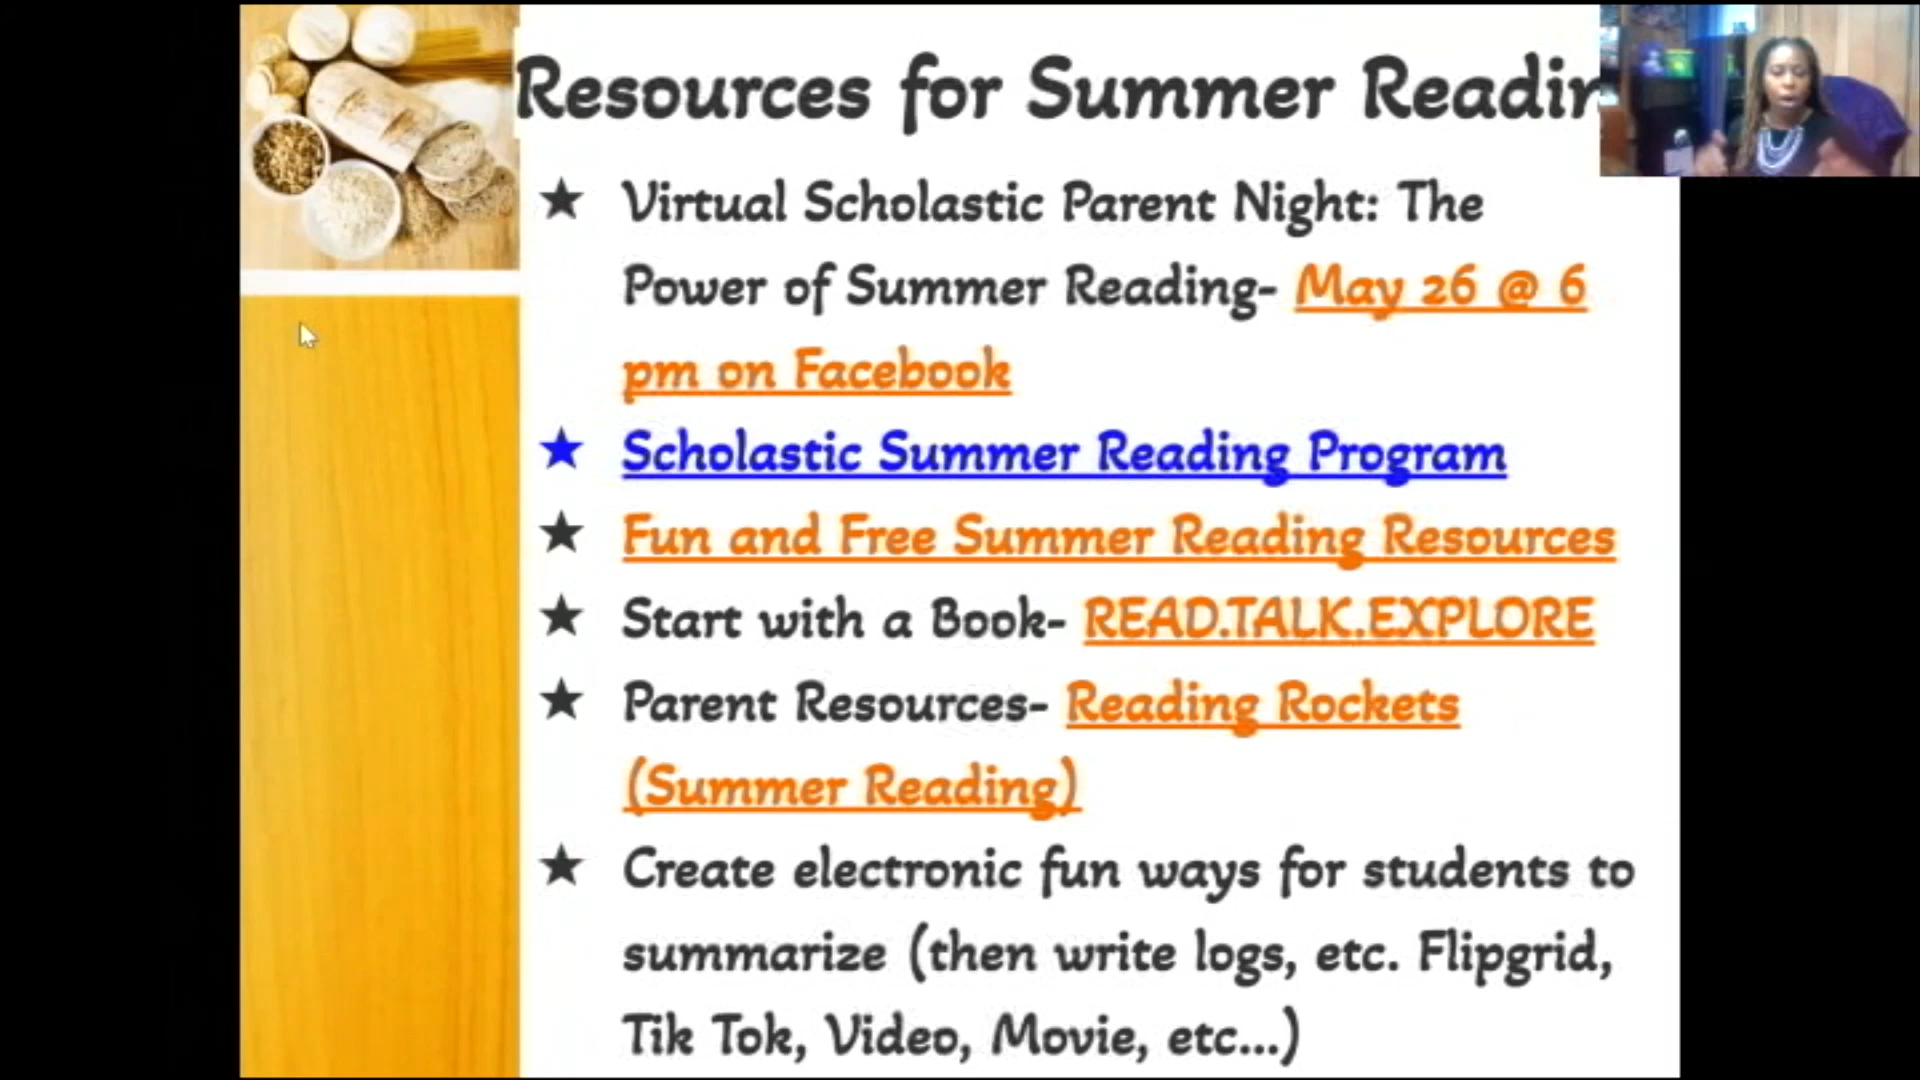 Resources for Summer Readin
★ Virtual Scholastic Parent Night: The
Power of Summer Reading- May 26 @ 6
pm on Facebook
★ Scholastic Summer Reading Program
★ Fun and Free Summer Reading Resources
★ Start with a Book- READ.TALK.EXPLORE
★ Parent Resources- Reading Rockets
(Summer Reading)
★ Create electronic fun ways for students to
summarize (then write logs, etc. Flipgrid,
Tik Tok, Video, Movie, etc...)